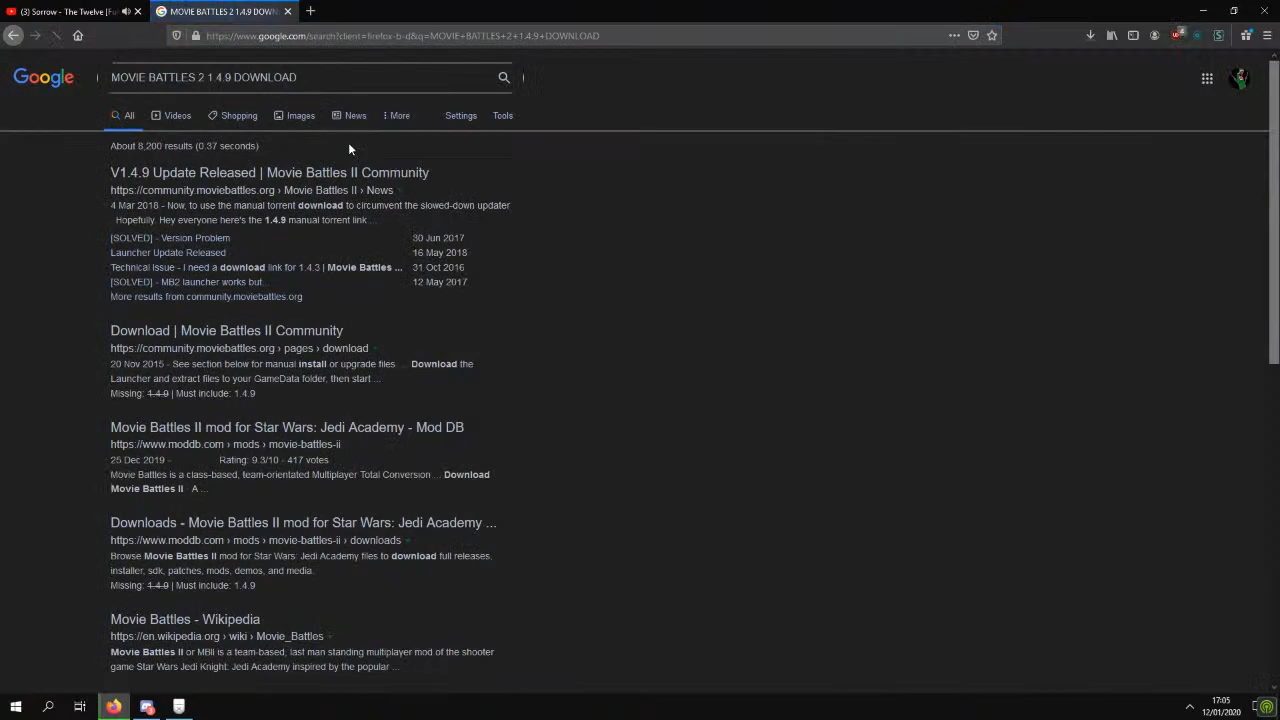 (3) Sorrow - The Twelve [Ful
MOVIE BATTLES 2 1.4.9 DOWN
https://www.google.com/search?client=firefox-b-d&q=MOVIE+BATTLES+2+1.4.9+DOWNLOAD
Google
MOVIE BATTLES 2 1.4.9 DOWNLOAD
All Videos Shopping Images News More Settings Tools
About 8,200 results (0.37 seconds)
V1.4.9 Update Released | Movie Battles II Community
https://community.moviebattles.org › Movie Battles II › News
4 Mar 2018 - Now, to use the manual torrent download to circumvent the slowed-down updater
Hopefully. Hey everyone here's the 1.4.9 manual torrent link ...
[SOLVED] - Version Problem 30 Jun 2017
Launcher Update Released 16 May 2018
Technical Issue - I need a download link for 1.4.3 | Movie Battles ... 31 Oct 2016
[SOLVED] - MB2 launcher works but... 12 May 2017
More results from community.moviebattles.org
Download | Movie Battles II Community
https://community.moviebattles.org › pages › download
20 Nov 2015 - See section below for manual install or upgrade files ... Download the
Launcher and extract files to your GameData folder, then start ...
Missing: 1.4.9 | Must include: 1.4.9
Movie Battles II mod for Star Wars: Jedi Academy - Mod DB
https://www.moddb.com › mods › movie-battles-ii
25 Dec 2019 - Rating: 9.3/10 - 417 votes
Movie Battles is a class-based, team-orientated Multiplayer Total Conversion ... Download
Movie Battles II A ...
Downloads - Movie Battles II mod for Star Wars: Jedi Academy ...
https://www.moddb.com › mods › movie-battles-ii › downloads
Browse Movie Battles II mod for Star Wars: Jedi Academy files to download full releases,
installer, sdk, patches, mods, demos, and media.
Missing: 1.4.9 | Must include: 1.4.9
Movie Battles - Wikipedia
https://en.wikipedia.org › wiki › Movie_Battles
Movie Battles II or MBII is a team-based, last man standing multiplayer mod of the shooter
game Star Wars Jedi Knight: Jedi Academy inspired by the popular ...
17:05
12/01/2020